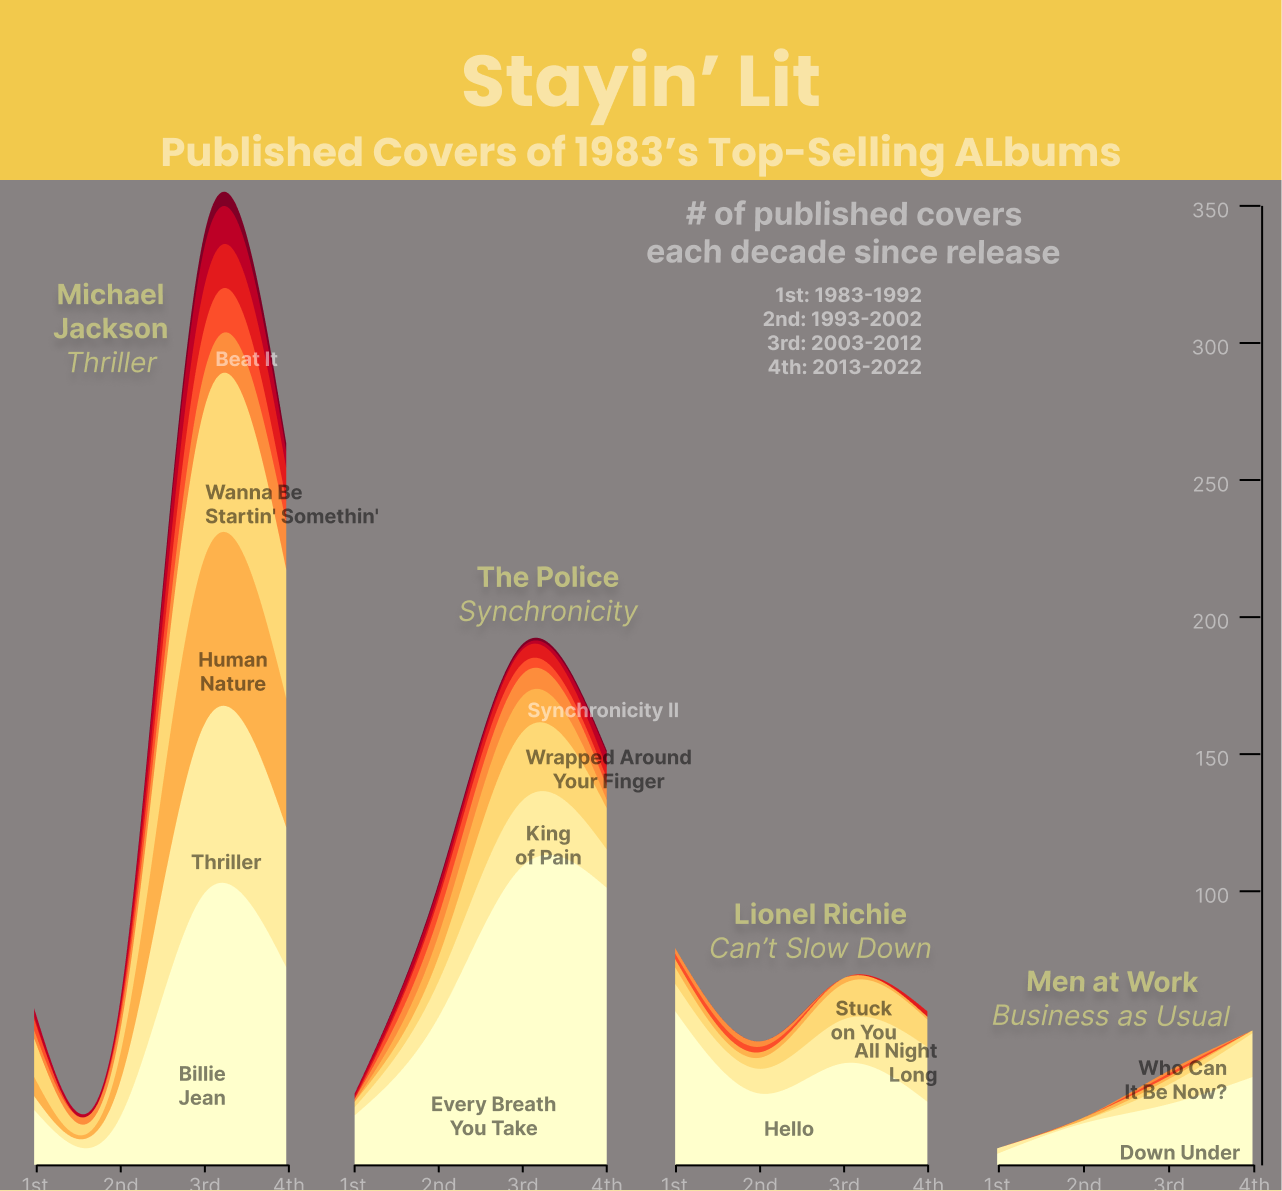 Stayin’ Lit
Published Covers of 1983’s Top-Selling ALbums
# of published covers
each decade since release
1st: 1983-1992
2nd: 1993-2002
3rd: 2003-2012
4th: 2013-2022
350
300
250
200
150
100
Michael
Jackson
Thriller
Beat It
Wanna Be
Startin' Somethin'
Human
Nature
Thriller
Billie
Jean
1st 2nd 3rd 4th
The Police
Synchronicity
Synchronicity II
Wrapped Around
Your Finger
King
of Pain
Every Breath
You Take
1st 2nd 3rd 4th
Lionel Richie
Can’t Slow Down
Stuck
on You
All Night
Long
Hello
1st 2nd 3rd 4th
Men at Work
Business as Usual
Who Can
It Be Now?
Down Under
1st 2nd 3rd 4th